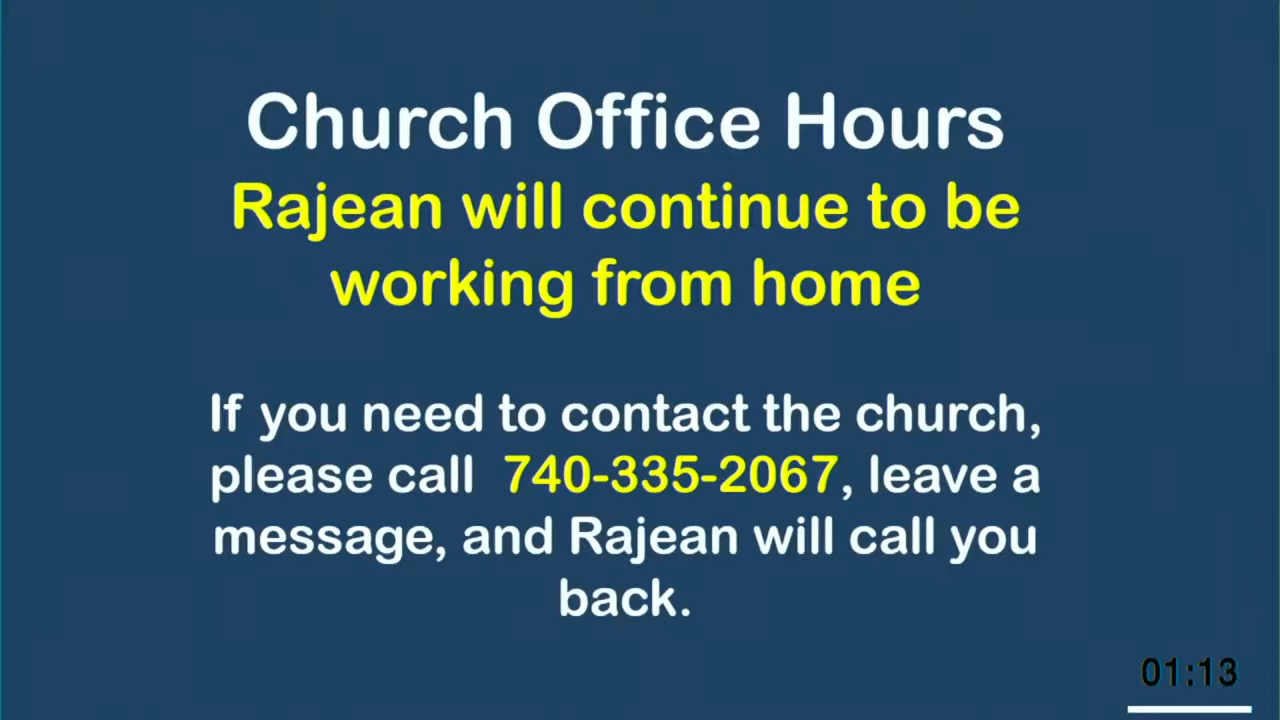 Church Office Hours
Rajean will continue to be
working from home
If you need to contact the church,
please call 740-335-2067, leave a
message, and Rajean will call you
back.
01:13